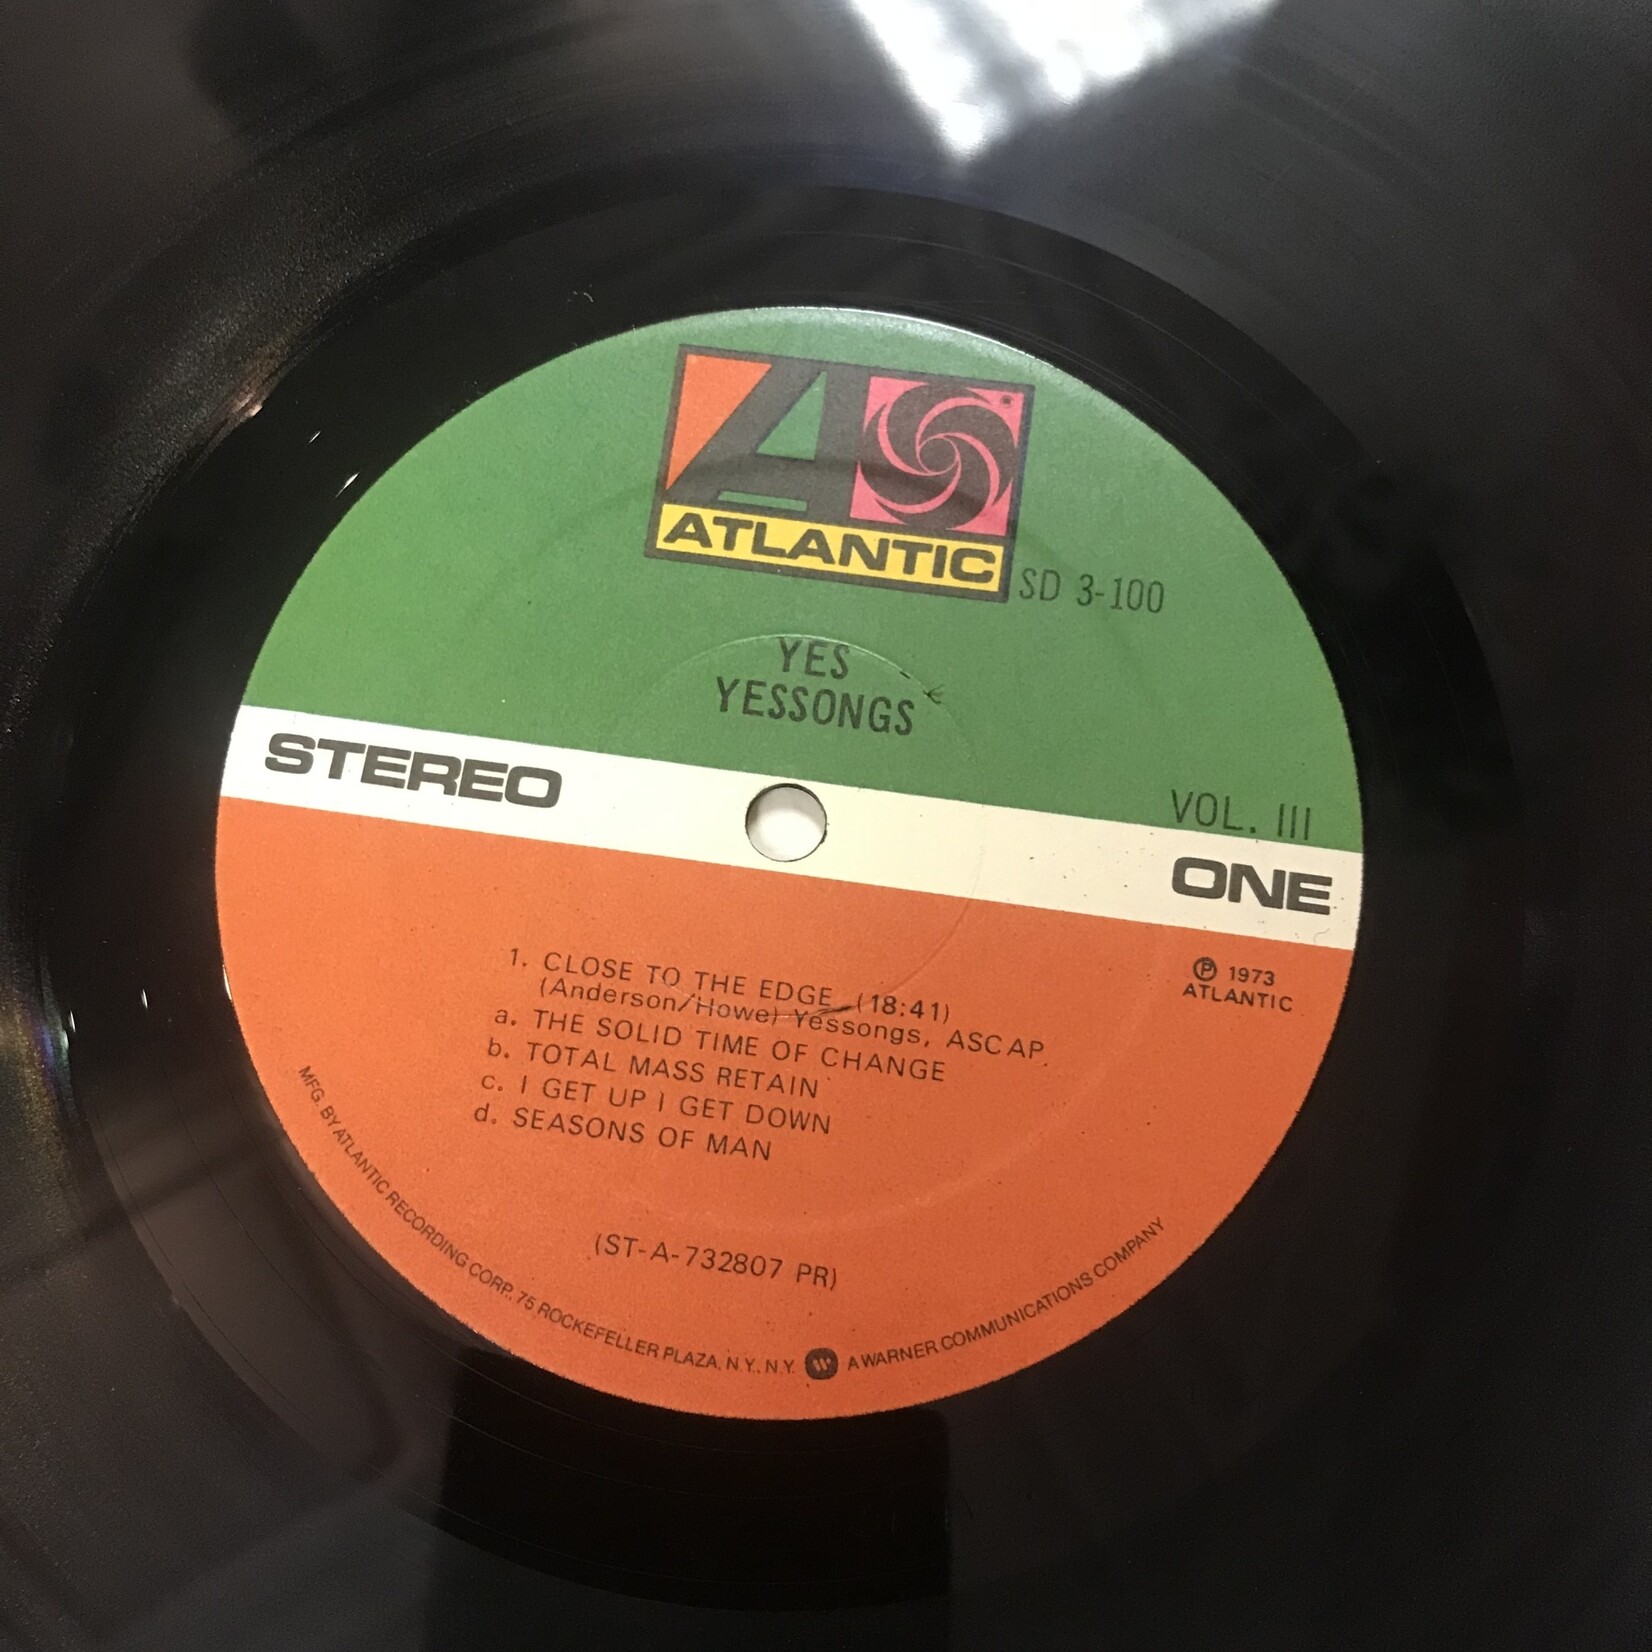 ATLANTIC
SD 3-100
YES
YESSONGS
STEREO
VOL. III
ONE
℗ 1973
ATLANTIC
1. CLOSE TO THE EDGE (18:41)
(Anderson/Howe) Yessongs, ASCAP
a. THE SOLID TIME OF CHANGE
b. TOTAL MASS RETAIN
c. I GET UP I GET DOWN
d. SEASONS OF MAN
(ST-A-732807 PR)
MFG. BY ATLANTIC RECORDING CORP., 75 ROCKEFELLER PLAZA, N.Y., N.Y. W A WARNER COMMUNICATIONS COMPANY